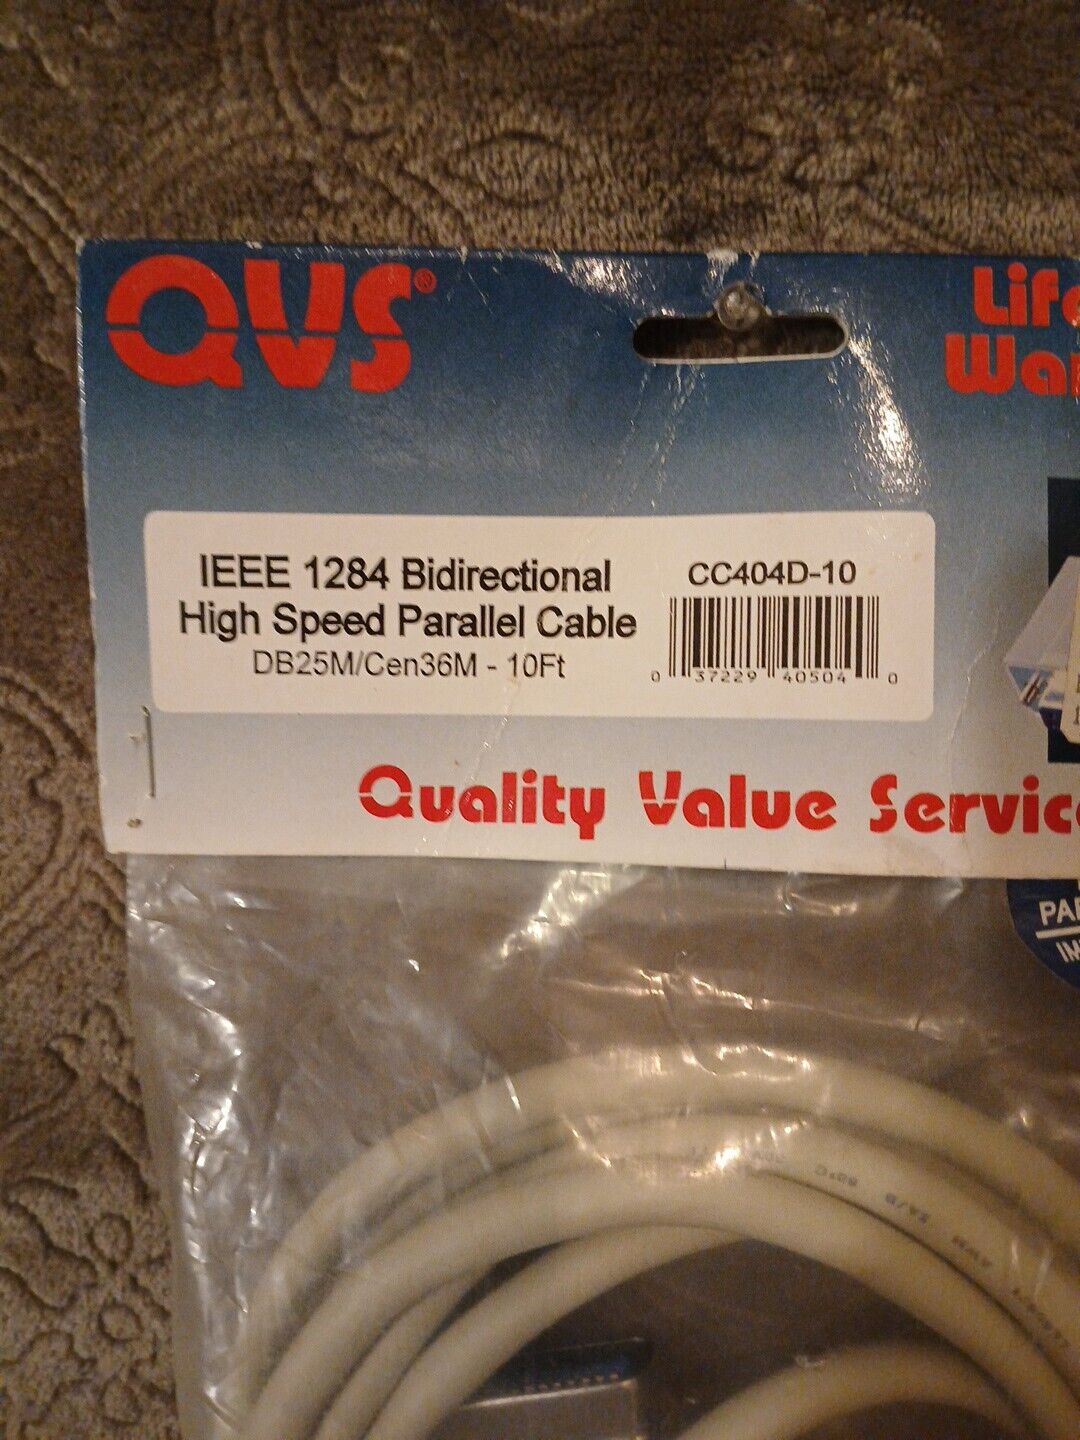 QVS®
IEEE 1284 Bidirectional
High Speed Parallel Cable
DB25M/Cen36M - 10Ft
CC404D-10
0 37229 40504 0
Quality Value Servic
80°C